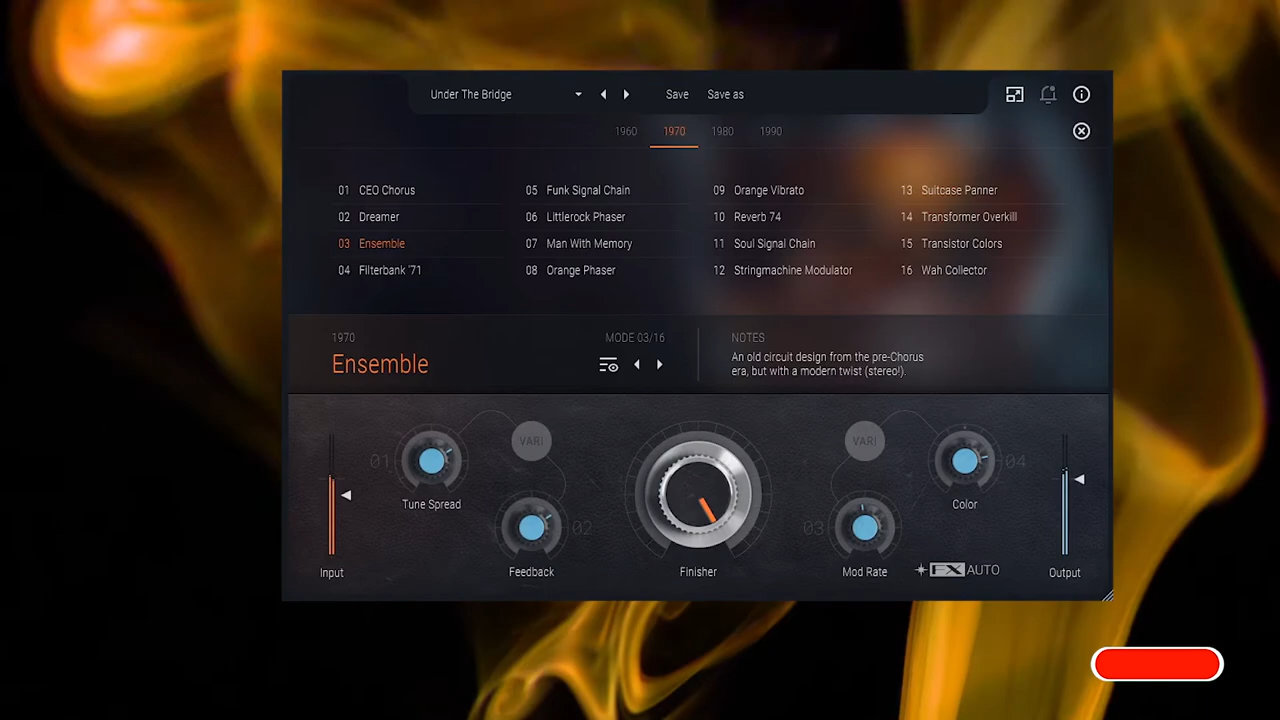 Under The Bridge Save Save as
1960 1970 1980 1990
01 CEO Chorus 05 Funk Signal Chain 09 Orange Vibrato 13 Suitcase Panner
02 Dreamer 06 Littlerock Phaser 10 Reverb 74 14 Transformer Overkill
03 Ensemble 07 Man With Memory 11 Soul Signal Chain 15 Transistor Colors
04 Filterbank '71 08 Orange Phaser 12 Stringmachine Modulator 16 Wah Collector
1970 MODE 03/16 NOTES
Ensemble
An old circuit design from the pre-Chorus
era, but with a modern twist (stereo!).
VARI VARI
01 04
Tune Spread Color
02 03
FX AUTO
Input Feedback Finisher Mod Rate Output